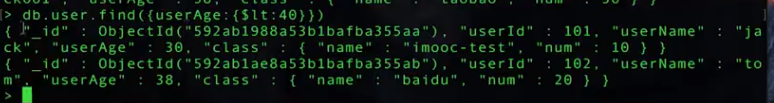 > db.user.find({userAge:{$lt:40}})
{ "_id" : ObjectId("592ab1988a53b1bafba355aa"), "userId" : 101, "userName" : "ja
ck", "userAge" : 30, "class" : { "name" : "imooc-test", "num" : 10 } }
{ "_id" : ObjectId("592ab1ae8a53b1bafba355ab"), "userId" : 102, "userName" : "to
m", "userAge" : 38, "class" : { "name" : "baidu", "num" : 20 } }
>